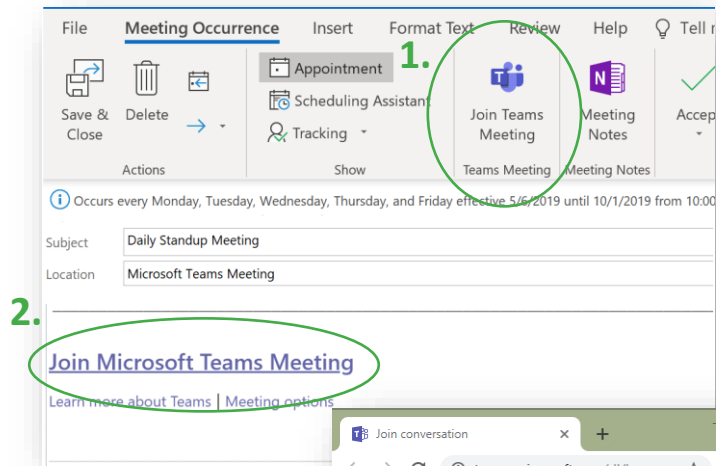 File Meeting Occurrence Insert Format Text Review Help Tell
1.
Appointment
Scheduling Assistant
Tracking
Save & Close
Delete
Join Teams Meeting
Meeting Notes
Actions Show Teams Meeting Meeting Notes
Occurs every Monday, Tuesday, Wednesday, Thursday, and Friday effective 5/6/2019 until 10/1/2019 from 10:00
Subject Daily Standup Meeting
Location Microsoft Teams Meeting
2.
Join Microsoft Teams Meeting
Learn more about Teams | Meeting options
Join conversation